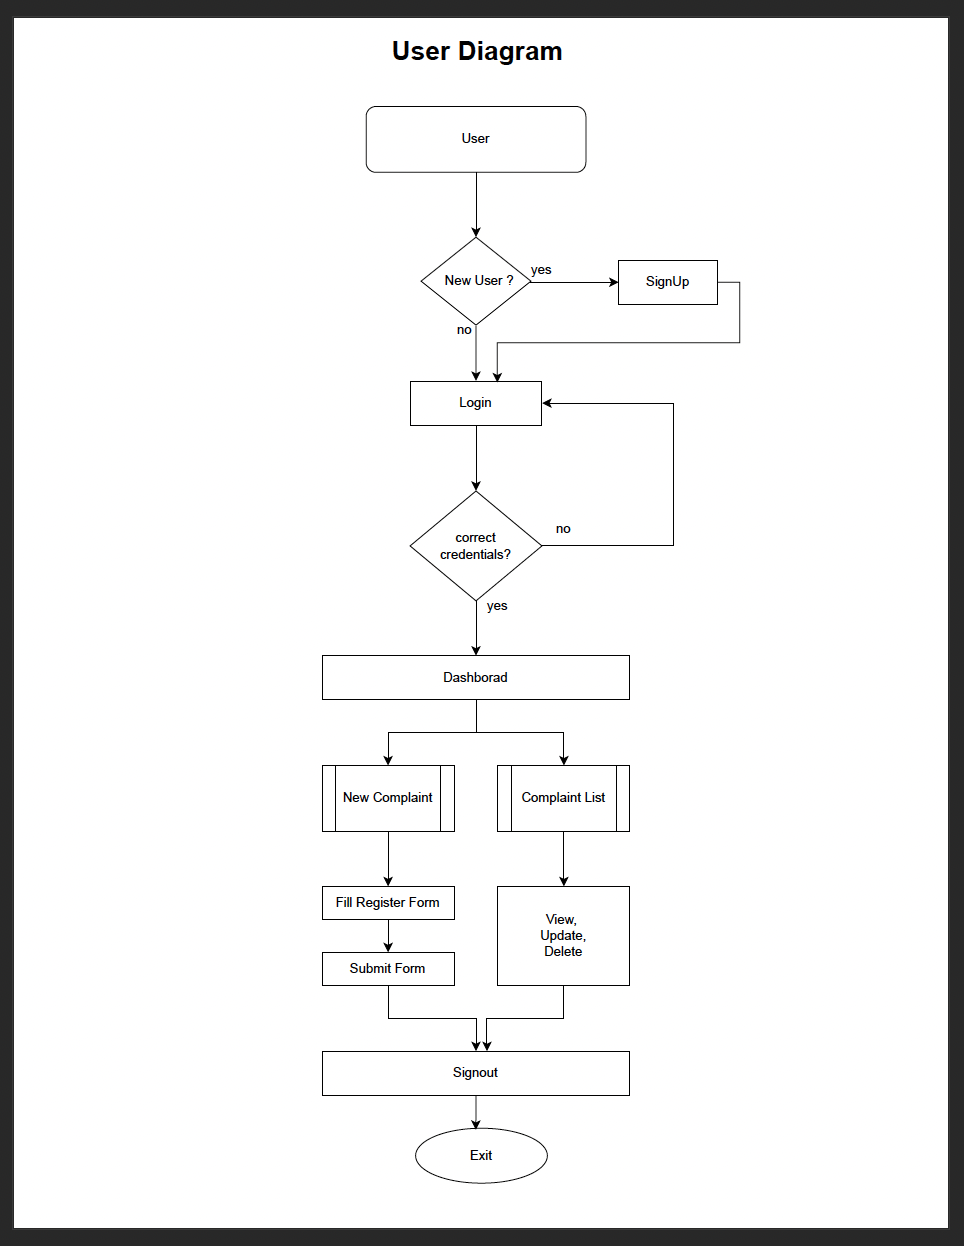 User Diagram
User
New User ?
yes
SignUp
no
Login
correct
credentials?
no
yes
Dashborad
New Complaint
Complaint List
Fill Register Form
View,
Update,
Delete
Submit Form
Signout
Exit